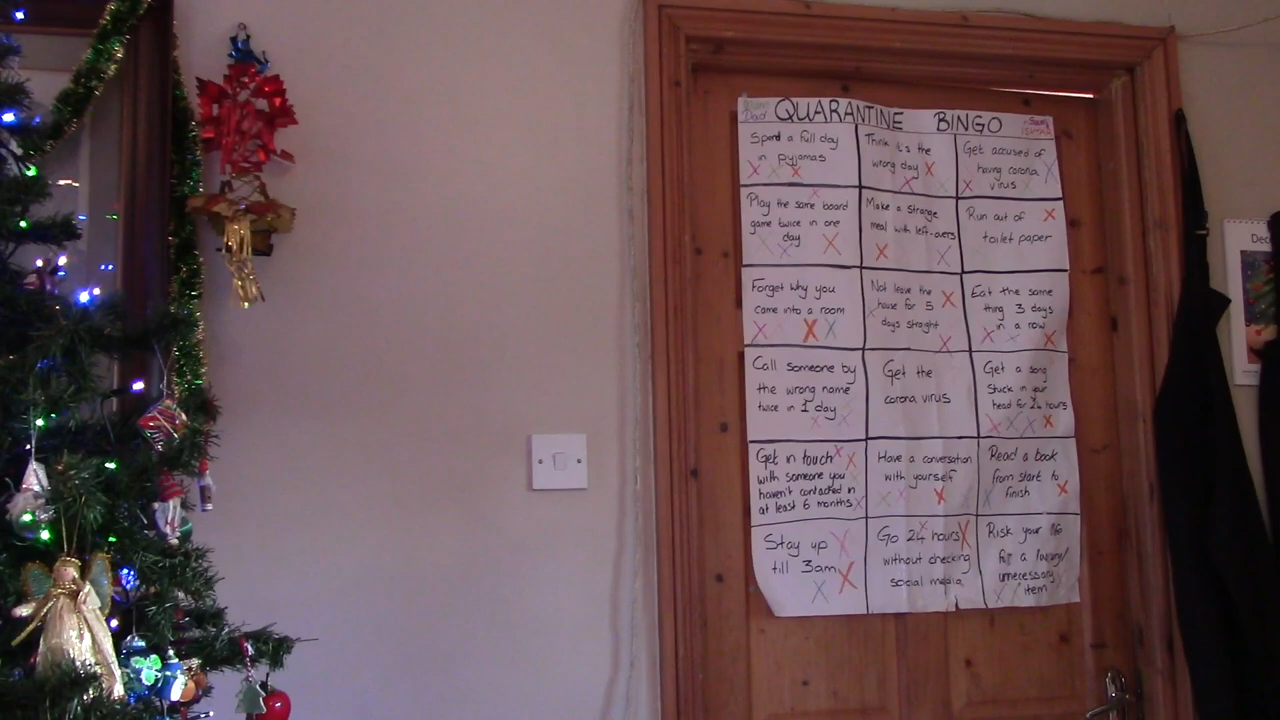 Dad
QUARANTINE BINGO
Spend a full day
in pyjamas
Think it's the
wrong day
Get accused of
having corona
virus
Play the same board
game twice in one
day
Make a strange
meal with left-overs
Run out of
toilet paper
Forget why you
came into a room
Not leave the
house for 5
days straight
Eat the same
thing 3 days
in a row
Call someone by
the wrong name
twice in 1 day
Get the
corona virus
Get a song
stuck in your
head for 24 hours
Get in touch
with someone you
haven't contacted in
at least 6 months
Have a conversation
with yourself
Read a book
from start to
finish
Stay up
till 3am
Go 24 hours
without checking
social media
Risk your life
for a luxury/
unnecessary
item
Dec